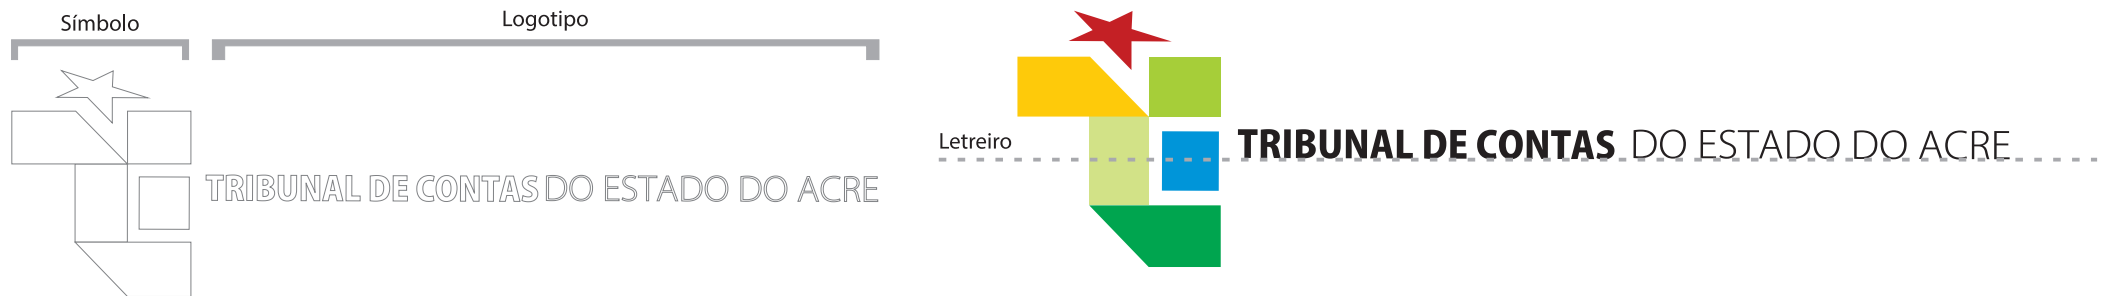 Símbolo
Logotipo
TRIBUNAL DE CONTAS DO ESTADO DO ACRE
Letreiro
TRIBUNAL DE CONTAS DO ESTADO DO ACRE